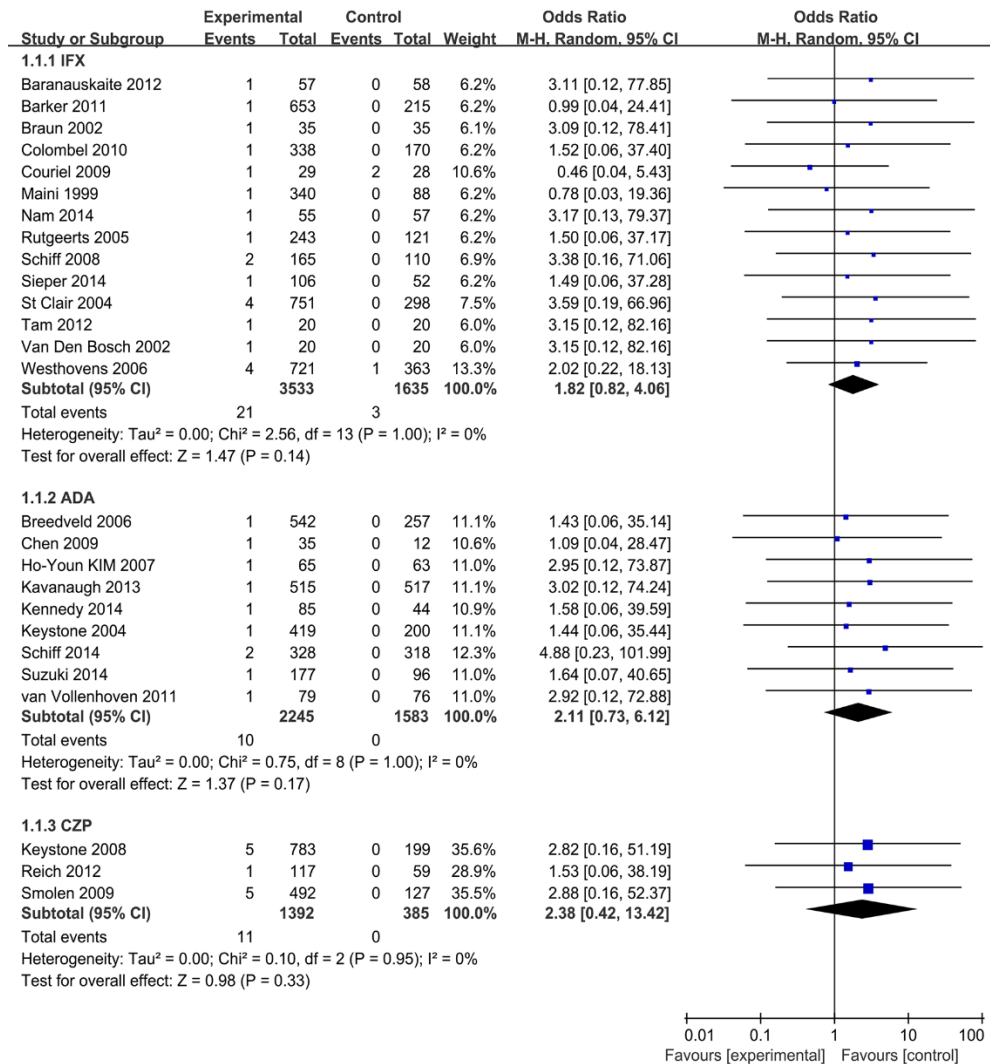 Experimental Control Odds Ratio Odds Ratio
Study or Subgroup Events Total Events Total Weight M-H, Random, 95% CI M-H, Random, 95% CI
1.1.1 IFX
Baranauskaite 2012 1 57 0 58 6.2% 3.11 [0.12, 77.85]
Barker 2011 1 653 0 215 6.2% 0.99 [0.04, 24.41]
Braun 2002 1 35 0 35 6.1% 3.09 [0.12, 78.41]
Colombel 2010 1 338 0 170 6.2% 1.52 [0.06, 37.40]
Couriel 2009 1 29 2 28 10.6% 0.46 [0.04, 5.43]
Maini 1999 1 340 0 88 6.2% 0.78 [0.03, 19.36]
Nam 2014 1 55 0 57 6.2% 3.17 [0.13, 79.37]
Rutgeerts 2005 1 243 0 121 6.2% 1.50 [0.06, 37.17]
Schiff 2008 2 165 0 110 6.9% 3.38 [0.16, 71.06]
Sieper 2014 1 106 0 52 6.2% 1.49 [0.06, 37.28]
St Clair 2004 4 751 0 298 7.5% 3.59 [0.19, 66.96]
Tam 2012 1 20 0 20 6.0% 3.15 [0.12, 82.16]
Van Den Bosch 2002 1 20 0 20 6.0% 3.15 [0.12, 82.16]
Westhovens 2006 4 721 1 363 13.3% 2.02 [0.22, 18.13]
Subtotal (95% CI) 3533 1635 100.0% 1.82 [0.82, 4.06]
Total events 21 3
Heterogeneity: Tau² = 0.00; Chi² = 2.56, df = 13 (P = 1.00); I² = 0%
Test for overall effect: Z = 1.47 (P = 0.14)
1.1.2 ADA
Breedveld 2006 1 542 0 257 11.1% 1.43 [0.06, 35.14]
Chen 2009 1 35 0 12 10.6% 1.09 [0.04, 28.47]
Ho-Youn KIM 2007 1 65 0 63 11.0% 2.95 [0.12, 73.87]
Kavanaugh 2013 1 515 0 517 11.1% 3.02 [0.12, 74.24]
Kennedy 2014 1 85 0 44 10.9% 1.58 [0.06, 39.59]
Keystone 2004 1 419 0 200 11.1% 1.44 [0.06, 35.44]
Schiff 2014 2 328 0 318 12.3% 4.88 [0.23, 101.99]
Suzuki 2014 1 177 0 96 11.0% 1.64 [0.07, 40.65]
van Vollenhoven 2011 1 79 0 76 11.0% 2.92 [0.12, 72.88]
Subtotal (95% CI) 2245 1583 100.0% 2.11 [0.73, 6.12]
Total events 10 0
Heterogeneity: Tau² = 0.00; Chi² = 0.75, df = 8 (P = 1.00); I² = 0%
Test for overall effect: Z = 1.37 (P = 0.17)
1.1.3 CZP
Keystone 2008 5 783 0 199 35.6% 2.82 [0.16, 51.19]
Reich 2012 1 117 0 59 28.9% 1.53 [0.06, 38.19]
Smolen 2009 5 492 0 127 35.5% 2.88 [0.16, 52.37]
Subtotal (95% CI) 1392 385 100.0% 2.38 [0.42, 13.42]
Total events 11 0
Heterogeneity: Tau² = 0.00; Chi² = 0.10, df = 2 (P = 0.95); I² = 0%
Test for overall effect: Z = 0.98 (P = 0.33)
0.01 0.1 1 10 100
Favours [experimental] Favours [control]